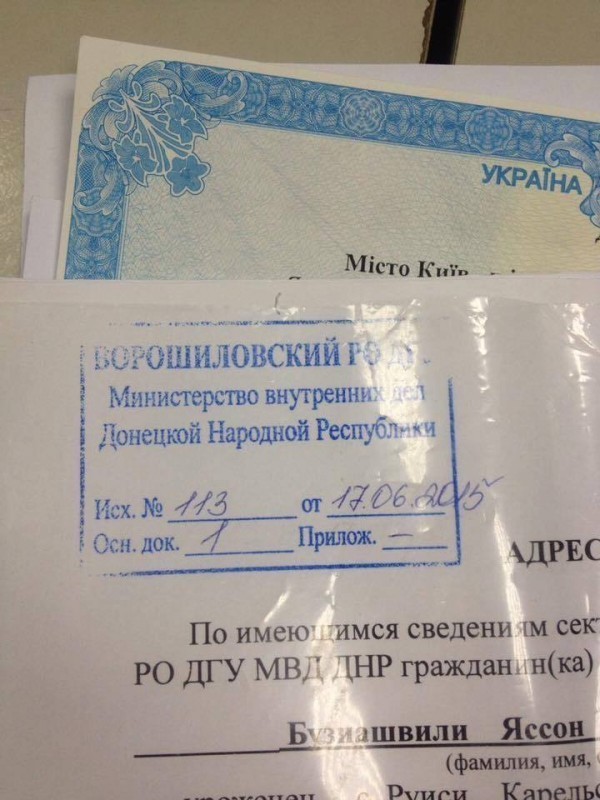 УКРАЇНА
Місто Київ
ВОРОШИЛОВСКИЙ РО
Министерство внутренних дел
Донецкой Народной Республики
Исх. № 113 от 17.06.2015
Осн. док. 1 Прилож. —
АДРЕС
По имеющимся сведениям сек
РО ДГУ МВД ДНР гражданин(ка)
Бузиашвили Яссон
(фамилия, имя,
с. Руиси Карель